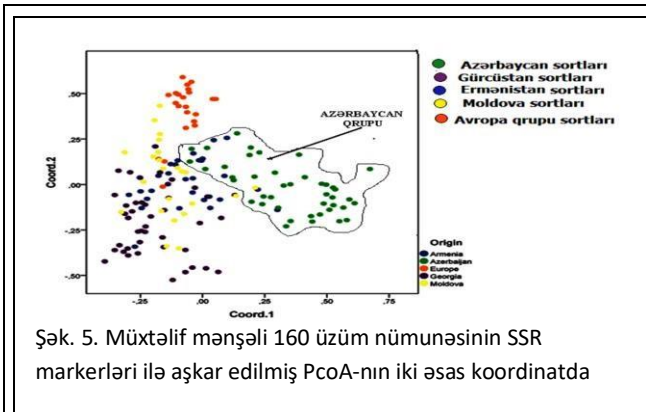 Azərbaycan sortları
Gürcüstan sortları
Ermənistan sortları
Moldova sortları
Avropa qrupu sortları
AZƏRBAYCAN
QRUPU
Coord.2
,50
,25
,00
-,25
-,50
-,25
,00
,25
,50
,75
Coord.1
Origin
Armenia
Azerbaijan
Europe
Georgia
Moldova
Şək. 5. Müxtəlif mənşəli 160 üzüm nümunəsinin SSR
markerləri ilə aşkar edilmiş PcoA-nın iki əsas koordinatda